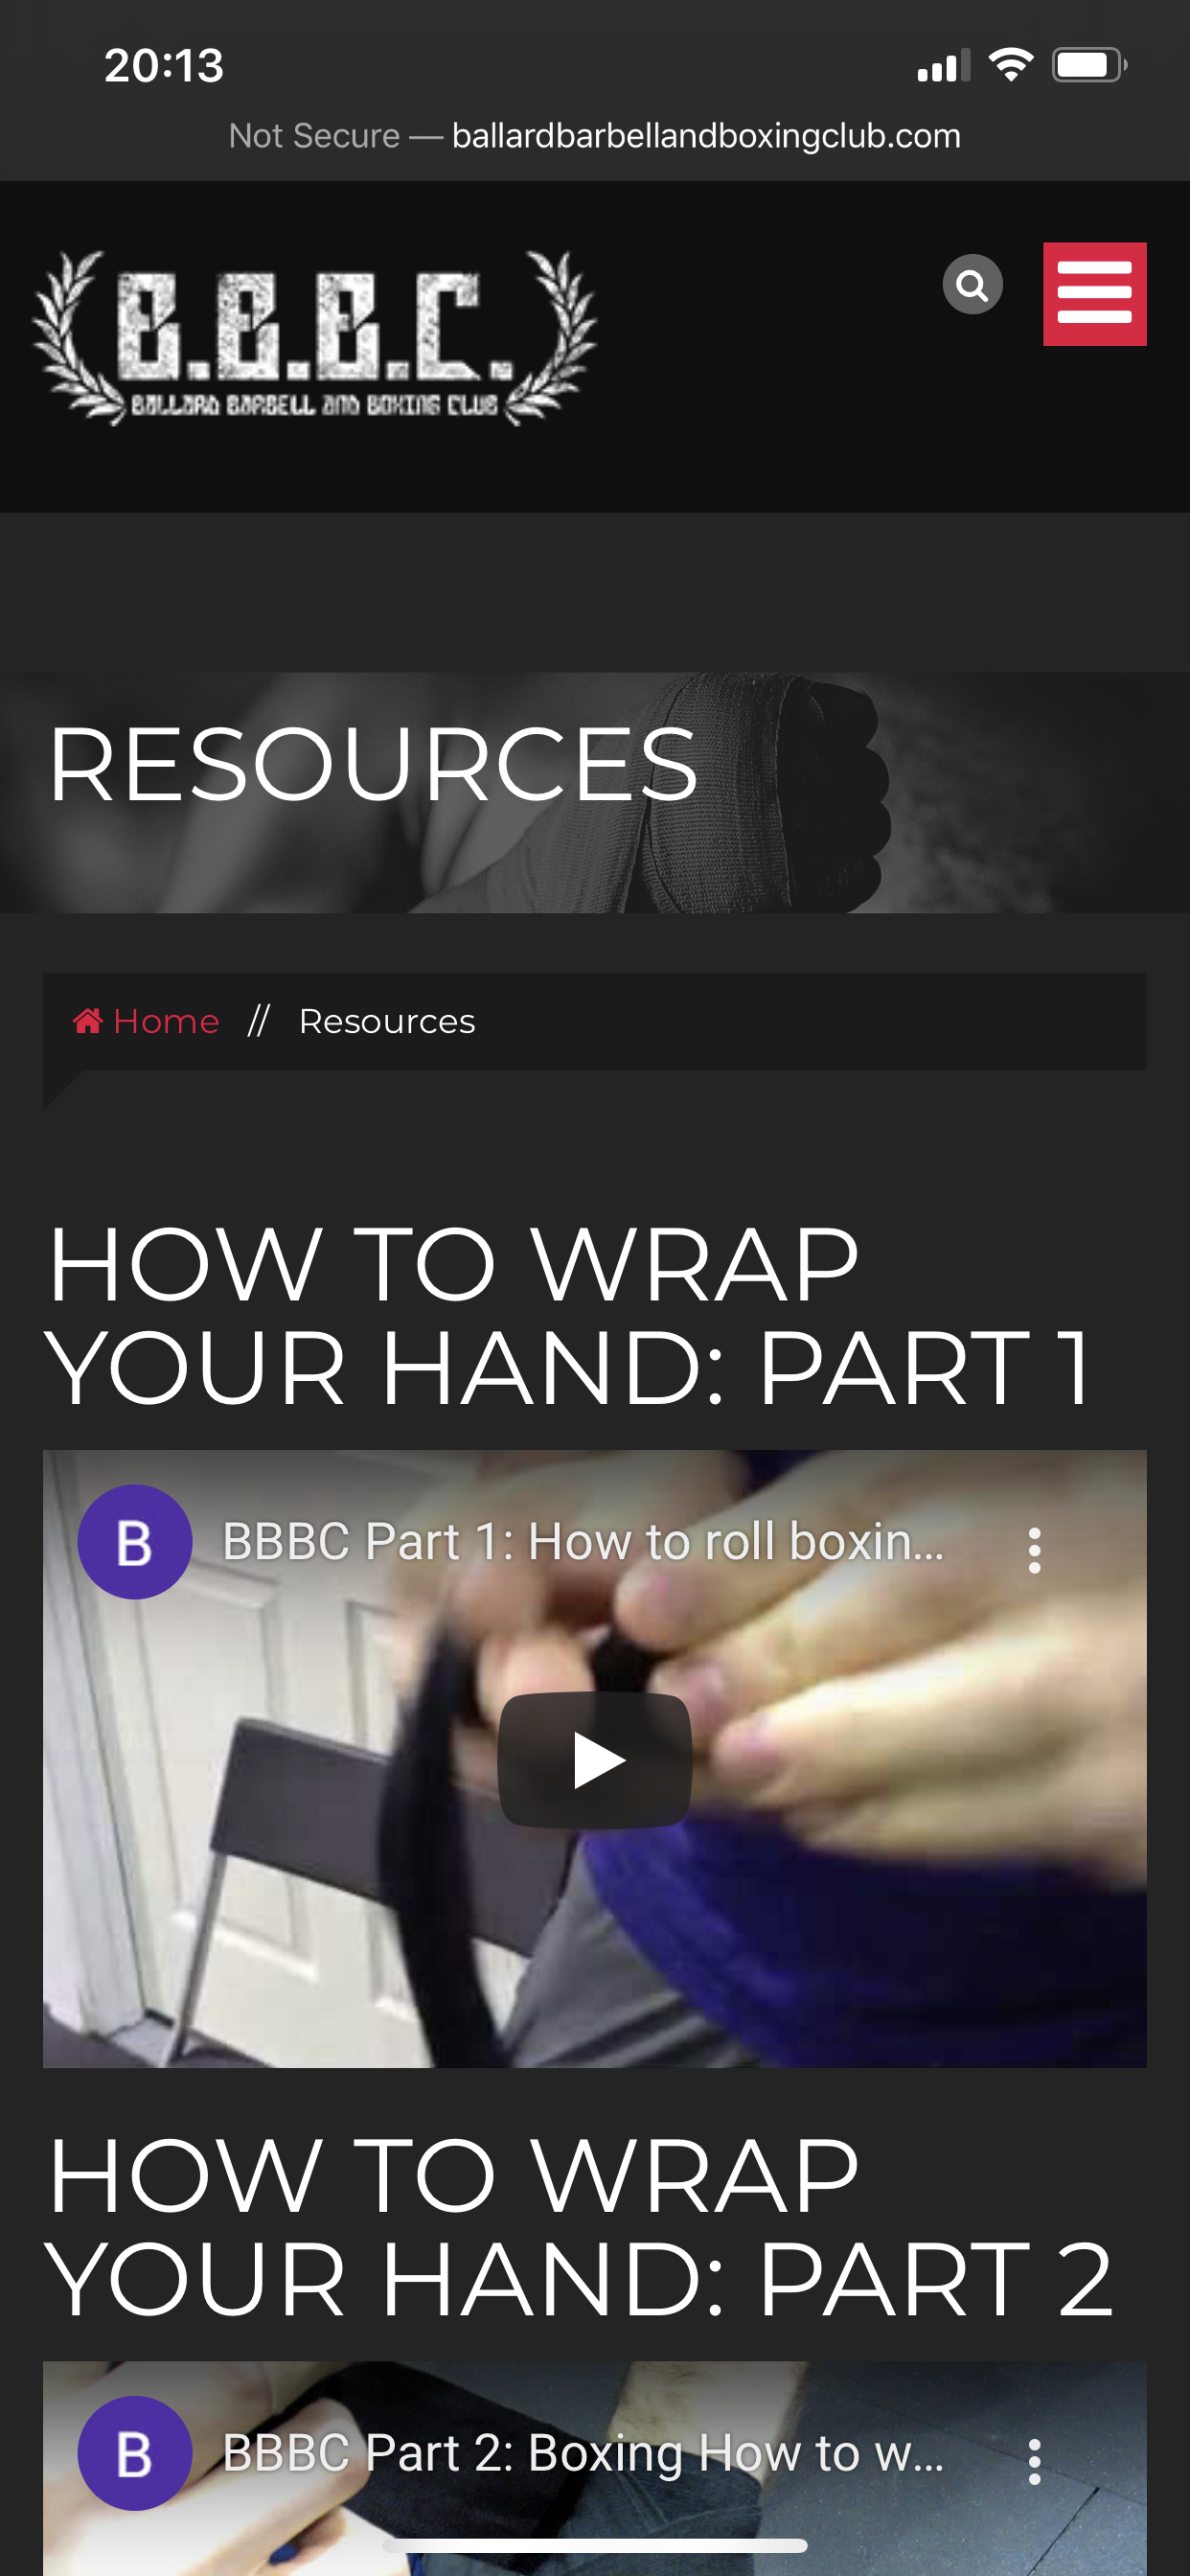 20:13
Not Secure — ballardbarbellandboxingclub.com
B.B.B.C.
BALLARD BARBELL AND BOXING CLUB
RESOURCES
Home // Resources
HOW TO WRAP
YOUR HAND: PART 1
B BBBC Part 1: How to roll boxin...
HOW TO WRAP
YOUR HAND: PART 2
B BBBC Part 2: Boxing How to w...